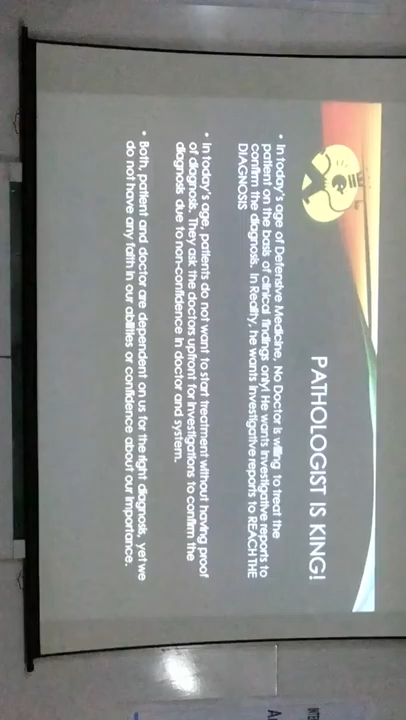 PATHOLOGIST IS KING!
• In today's age of Defensive Medicine. No Doctor is willing to treat the
patient on the basis of clinical findings only! He wants investigative reports to
confirm the diagnosis. In Reality, he wants investigative reports to REACH THE
DIAGNOSIS
• In today's age, patients do not want to start treatment without having proof
of diagnosis. They ask the doctors upfront for investigations to confirm the
diagnosis due to non-confidence in doctor and system.
• Both, patient and doctor are dependent on us for the right diagnosis, yet we
do not have any faith in our abilities or confidence about our importance.